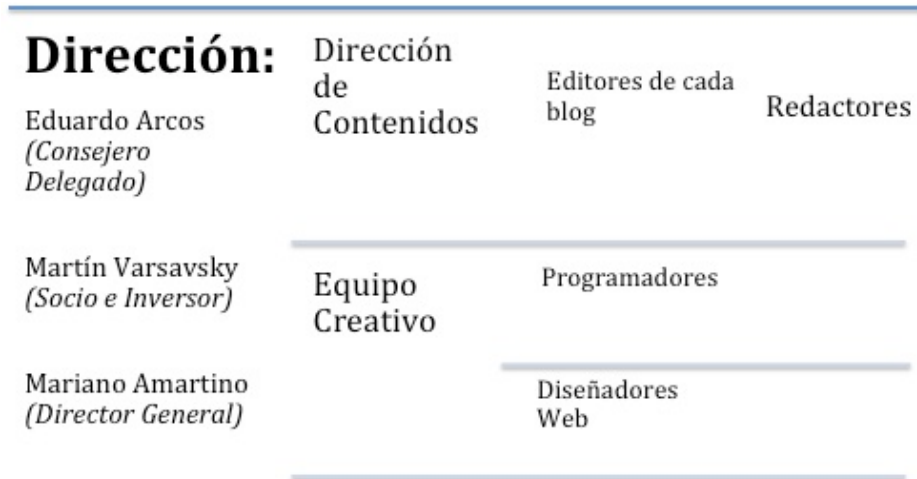 Dirección:
Eduardo Arcos
(Consejero
Delegado)
Martín Varsavsky
(Socio e Inversor)
Mariano Amartino
(Director General)
Dirección
de
Contenidos
Editores de cada
blog
Redactores
Equipo
Creativo
Programadores
Diseñadores
Web